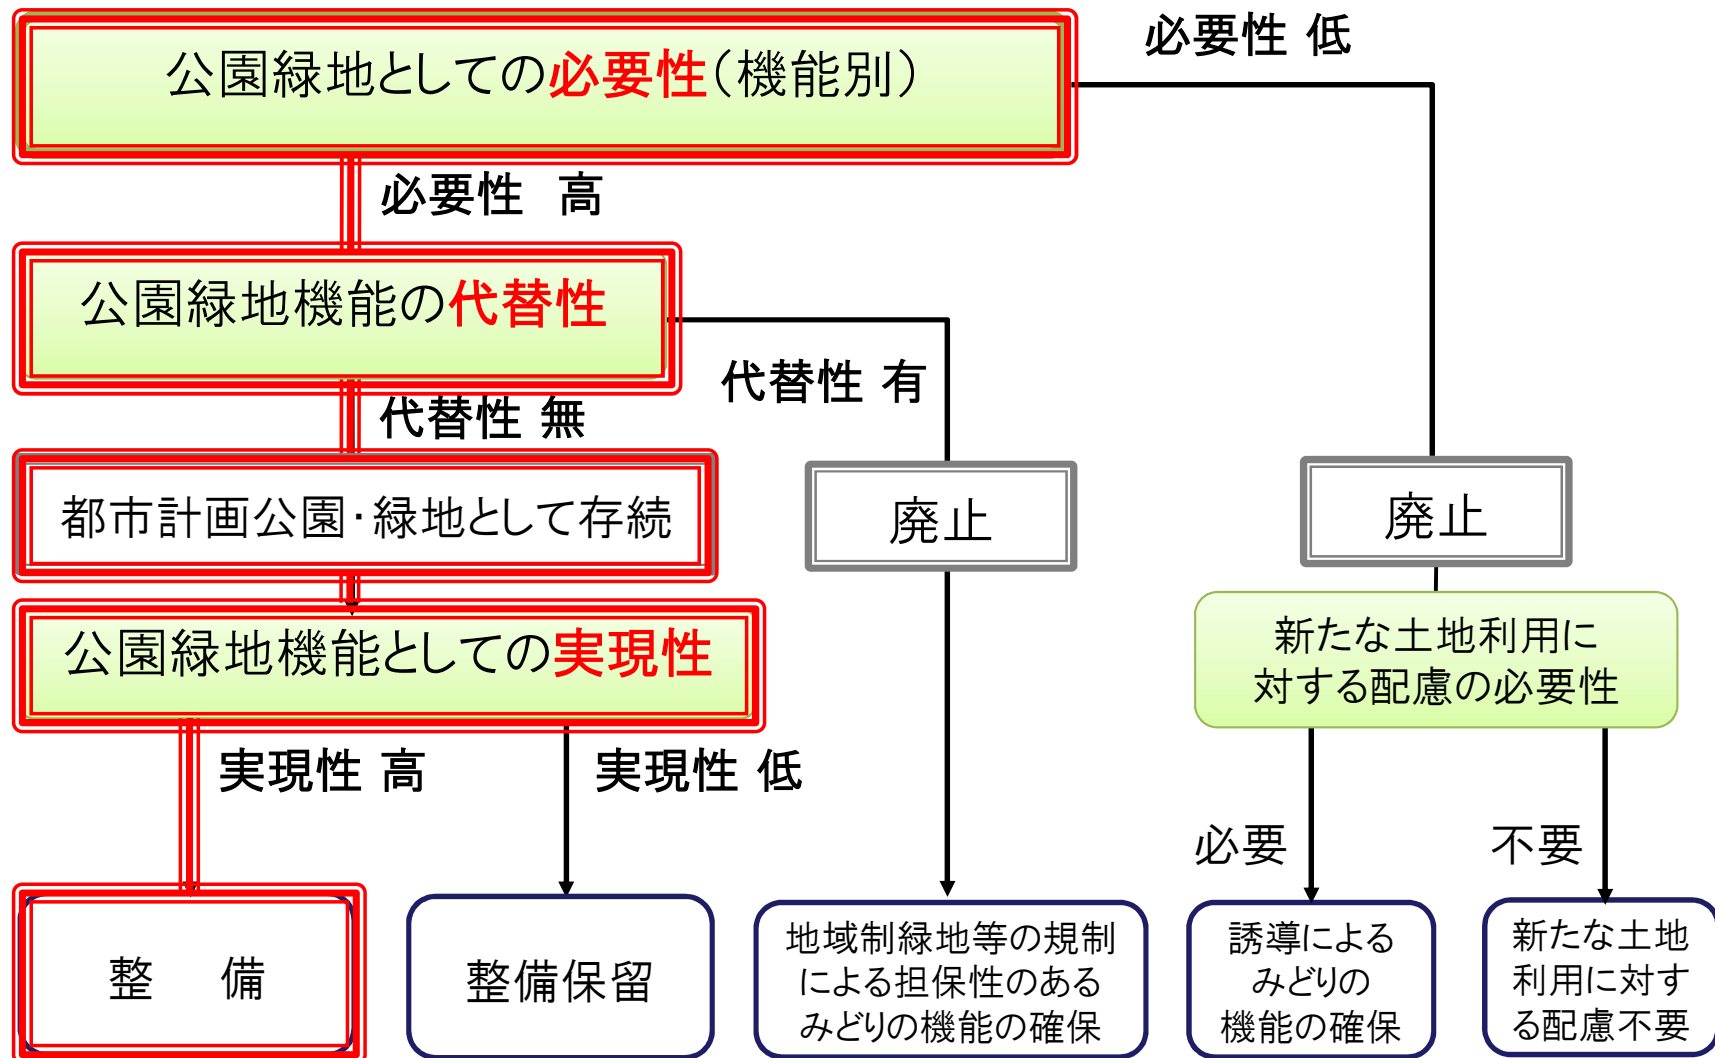 公園緑地としての必要性（機能別）
必要性 低
必要性 高
公園緑地機能の代替性
代替性 有
代替性 無
都市計画公園・緑地として存続
廃止
廃止
公園緑地機能としての実現性
新たな土地利用に
対する配慮の必要性
実現性 高
実現性 低
必要
不要
整 備
整備保留
地域制緑地等の規制
による担保性のある
みどりの機能の確保
誘導による
みどりの
機能の確保
新たな土地
利用に対す
る配慮不要